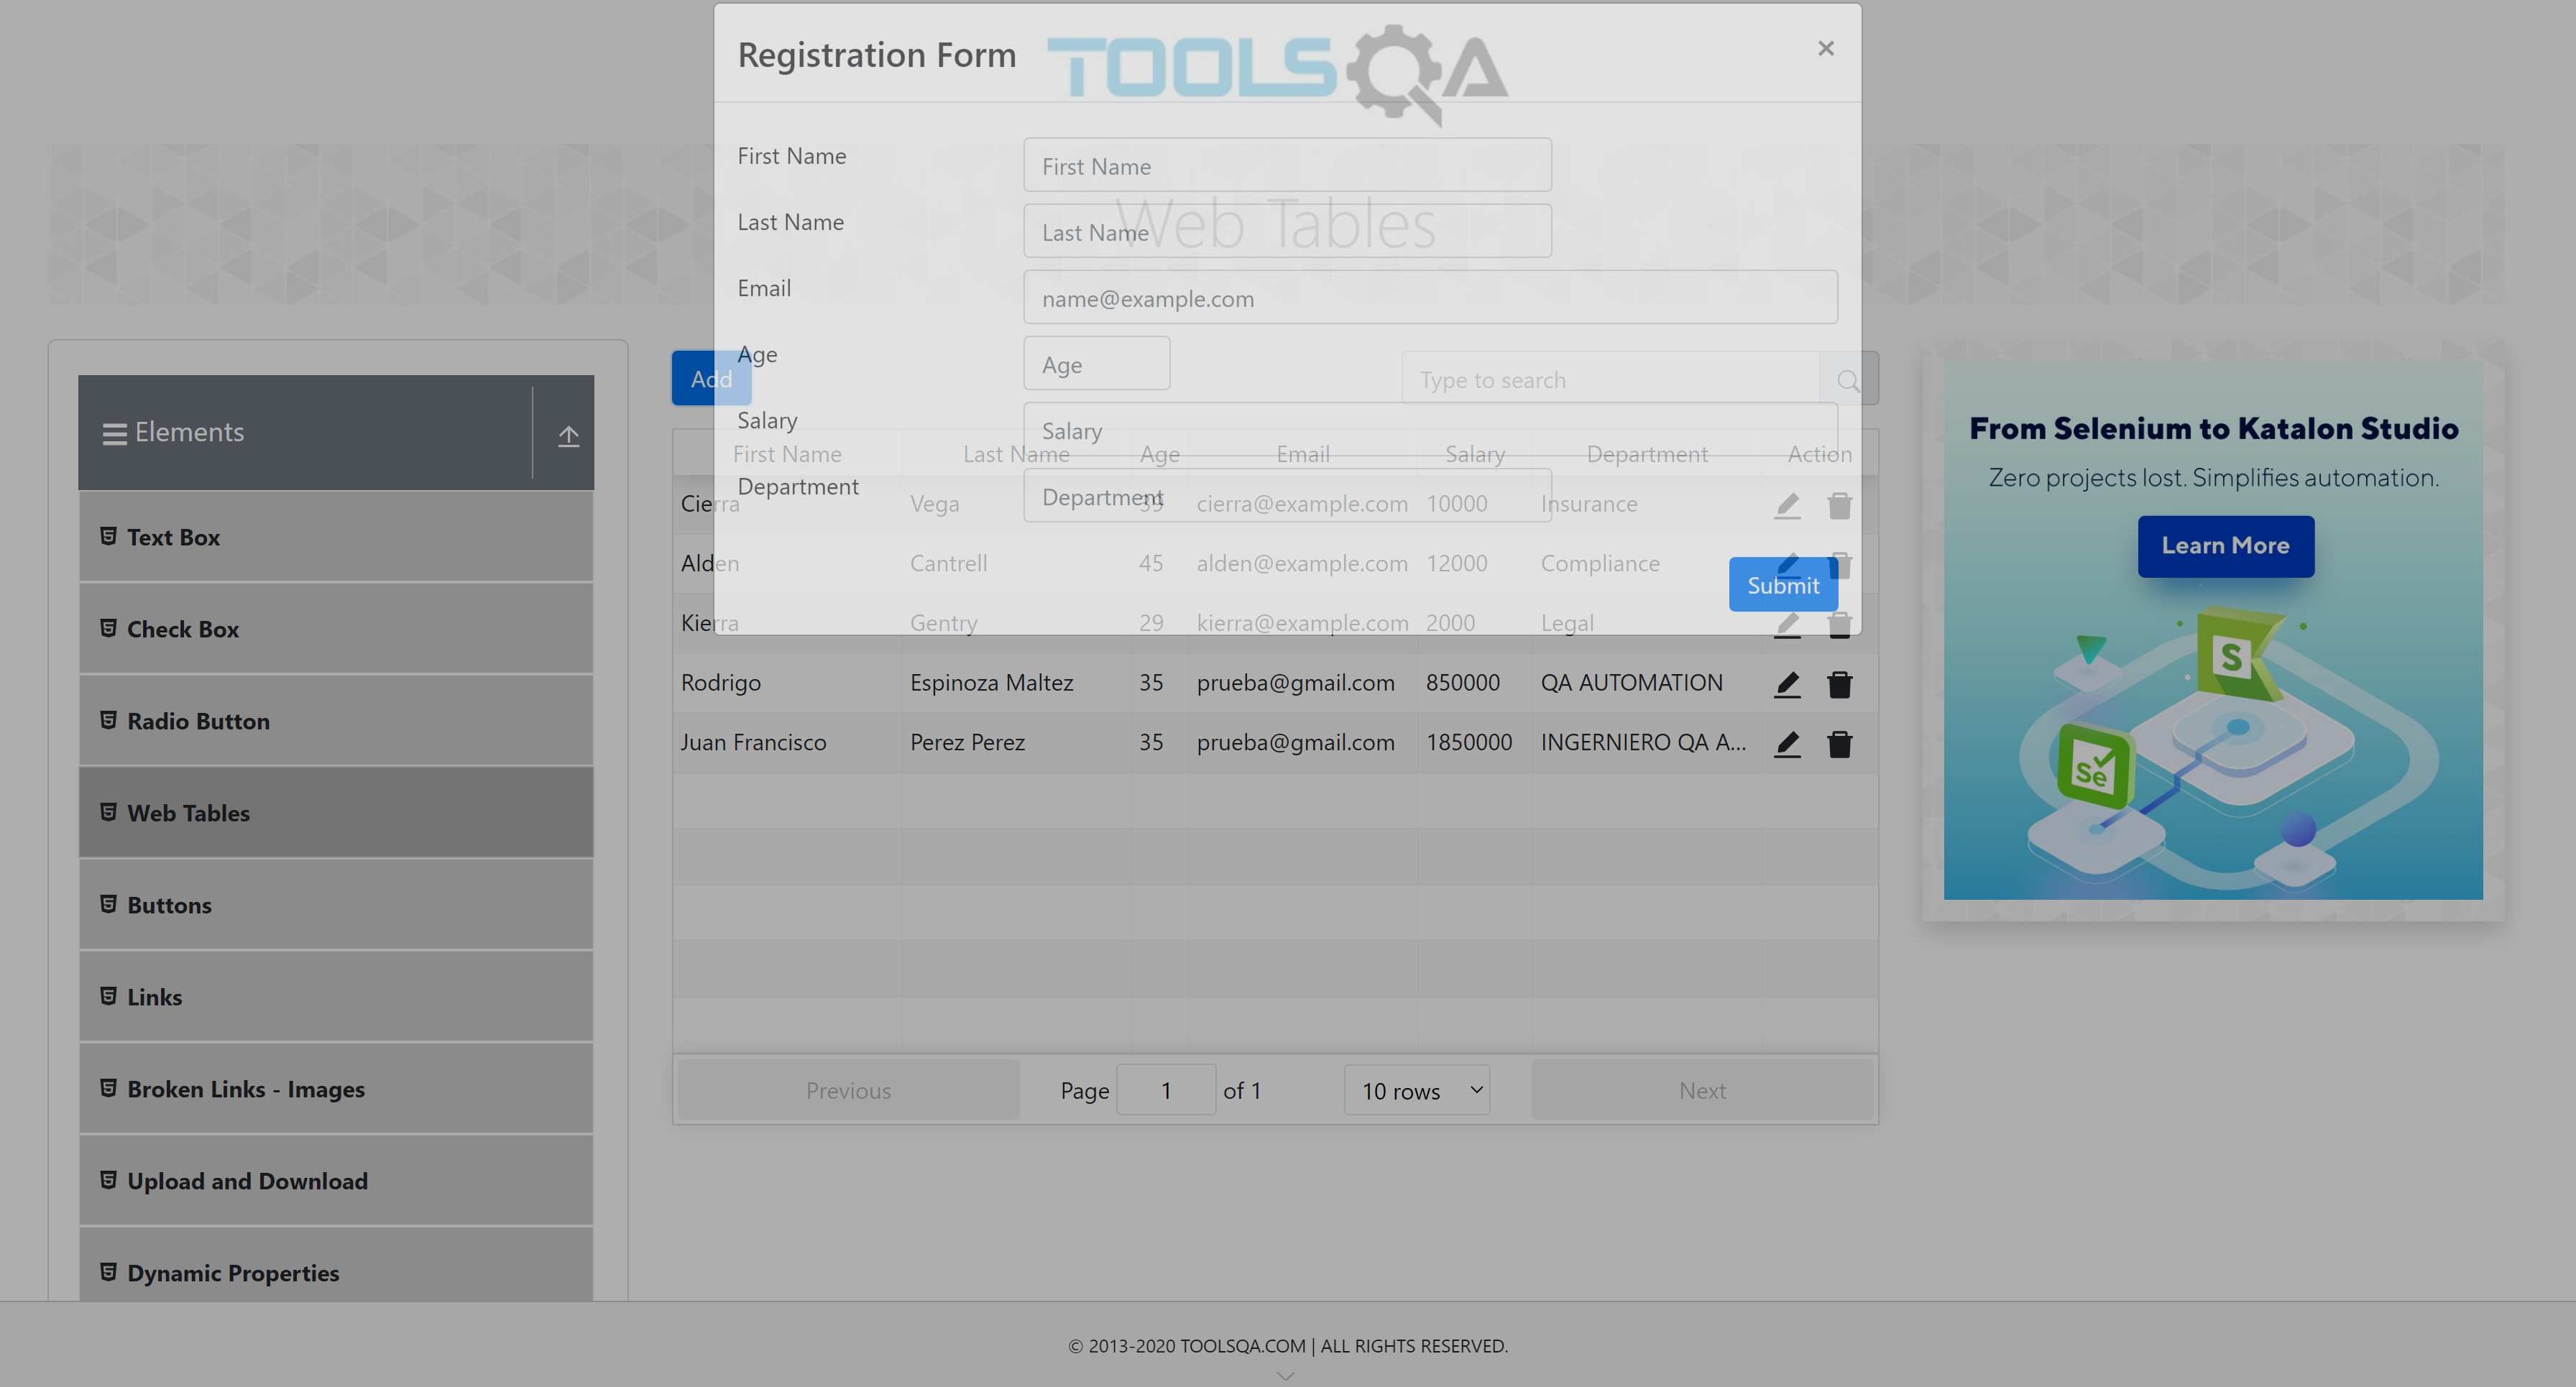 Registration Form
TOOLSQA
×
First Name
First Name
Last Name
Last Name
Web Tables
Email
name@example.com
Age
Age
Add
Type to search
Salary
Salary
First Name Last Name Age Email Salary Department Action
Department
Department
Cierra Vega 39 cierra@example.com 10000 Insurance
Alden Cantrell 45 alden@example.com 12000 Compliance
Submit
Kierra Gentry 29 kierra@example.com 2000 Legal
Rodrigo Espinoza Maltez 35 prueba@gmail.com 850000 QA AUTOMATION
Juan Francisco Perez Perez 35 prueba@gmail.com 1850000 INGERNIERO QA A...
Previous Page 1 of 1 10 rows Next
Elements
Text Box
Check Box
Radio Button
Web Tables
Buttons
Links
Broken Links - Images
Upload and Download
Dynamic Properties
From Selenium to Katalon Studio
Zero projects lost. Simplifies automation.
Learn More
S
Se
© 2013-2020 TOOLSQA.COM | ALL RIGHTS RESERVED.